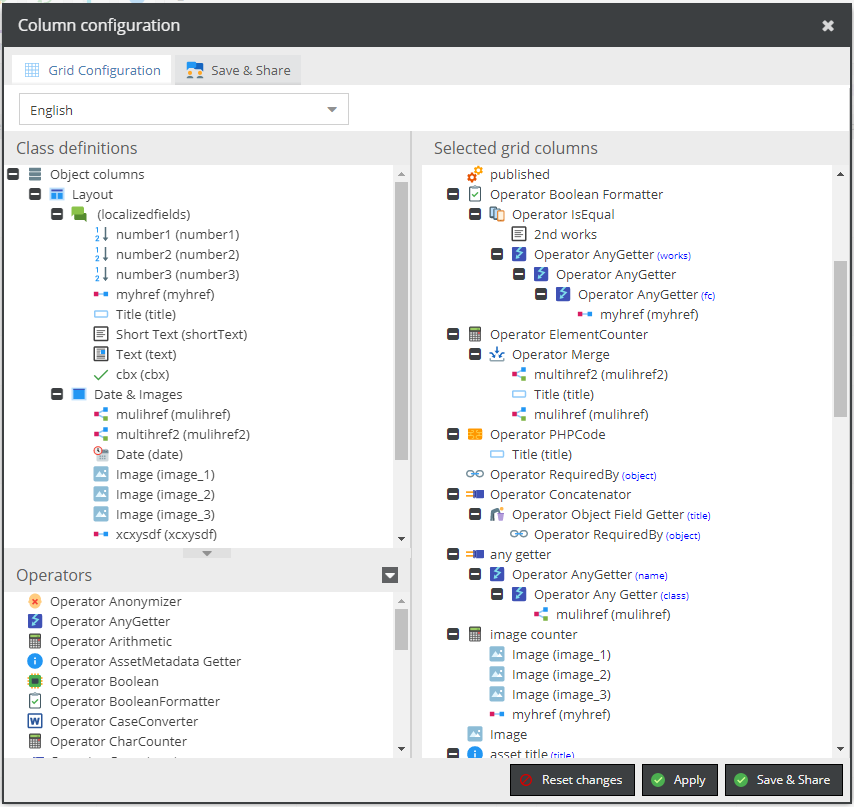 Column configuration
Grid Configuration
Save & Share
English
Class definitions
Object columns
Layout
(localizedfields)
number1 (number1)
number2 (number2)
number3 (number3)
myhref (myhref)
Title (title)
Short Text (shortText)
Text (text)
cbx (cbx)
Date & Images
mulihref (mulihref)
multihref2 (mulihref2)
Date (date)
Image (image_1)
Image (image_2)
Image (image_3)
xcxysdf (xcxysdf)
Operators
Operator Anonymizer
Operator AnyGetter
Operator Arithmetic
Operator AssetMetadata Getter
Operator Boolean
Operator BooleanFormatter
Operator CaseConverter
Operator CharCounter
Selected grid columns
published
Operator Boolean Formatter
Operator IsEqual
2nd works
Operator AnyGetter (works)
Operator AnyGetter
Operator AnyGetter (fc)
myhref (myhref)
Operator ElementCounter
Operator Merge
multihref2 (mulihref2)
Title (title)
mulihref (mulihref)
Operator PHPCode
Title (title)
Operator RequiredBy (object)
Operator Concatenator
Operator Object Field Getter (title)
Operator RequiredBy (object)
any getter
Operator AnyGetter (name)
Operator Any Getter (class)
mulihref (mulihref)
image counter
Image (image_1)
Image (image_2)
Image (image_3)
myhref (myhref)
Image
asset title (title)
Reset changes
Apply
Save & Share